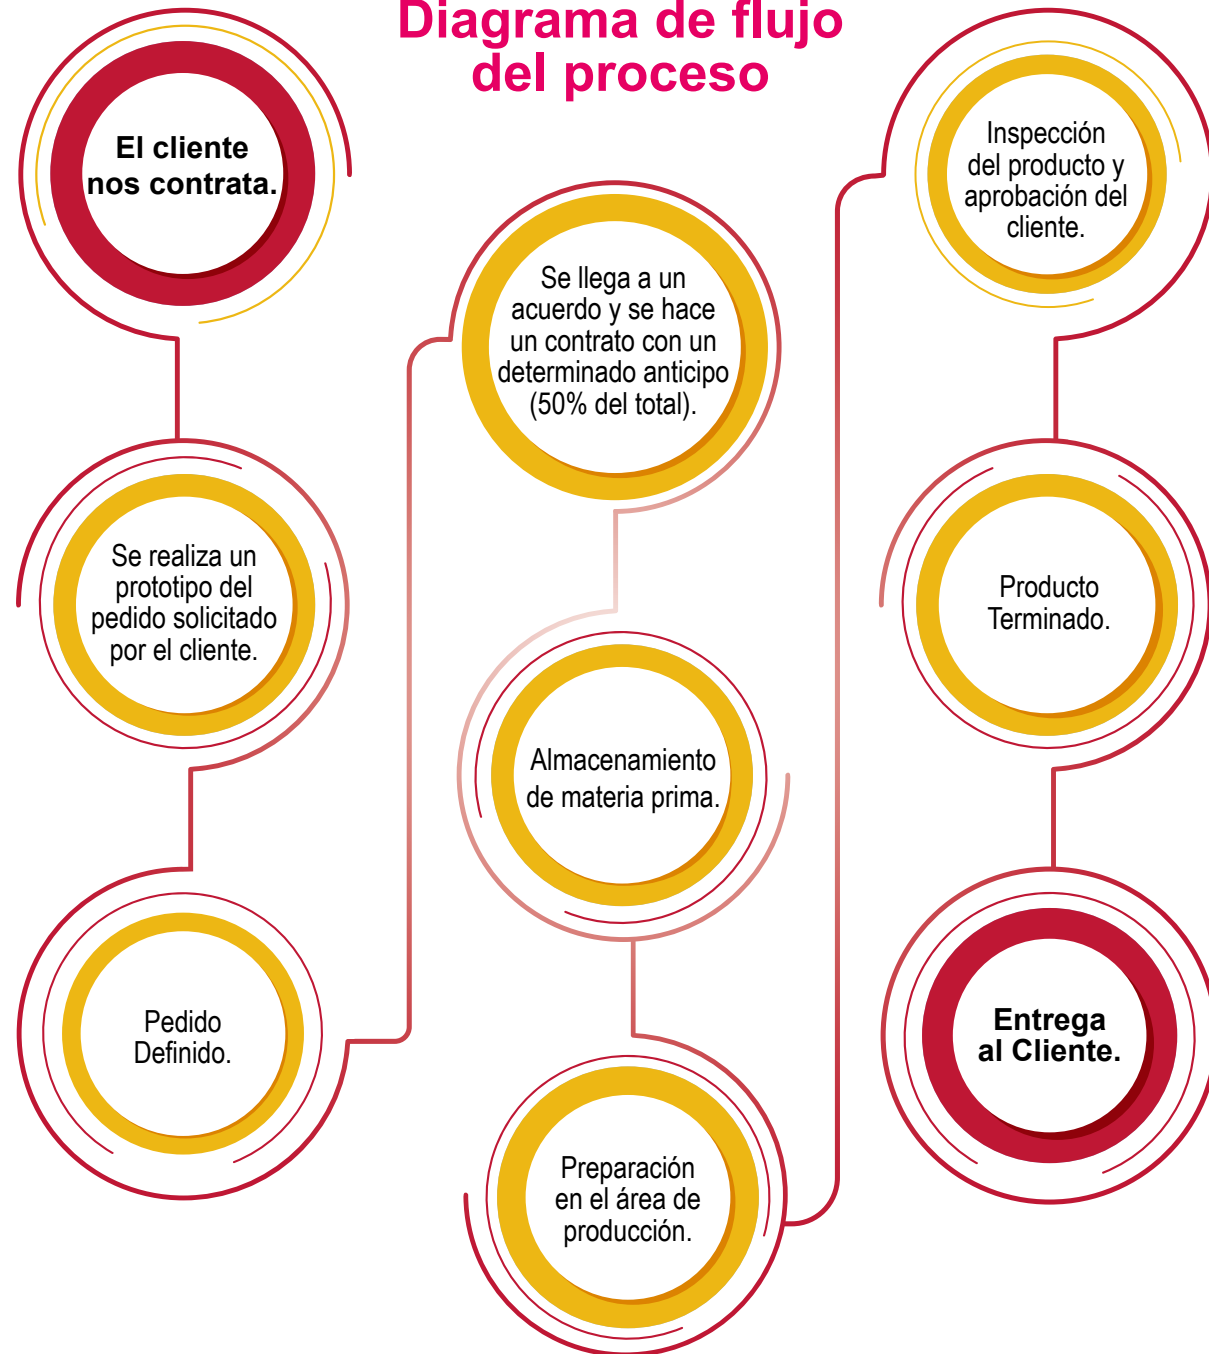 Diagrama de flujo
del proceso
El cliente
nos contrata.
Se realiza un
prototipo del
pedido solicitado
por el cliente.
Pedido
Definido.
Se llega a un
acuerdo y se hace
un contrato con un
determinado anticipo
(50% del total).
Almacenamiento
de materia prima.
Preparación
en el área de
producción.
Inspección
del producto y
aprobación del
cliente.
Producto
Terminado.
Entrega
al Cliente.